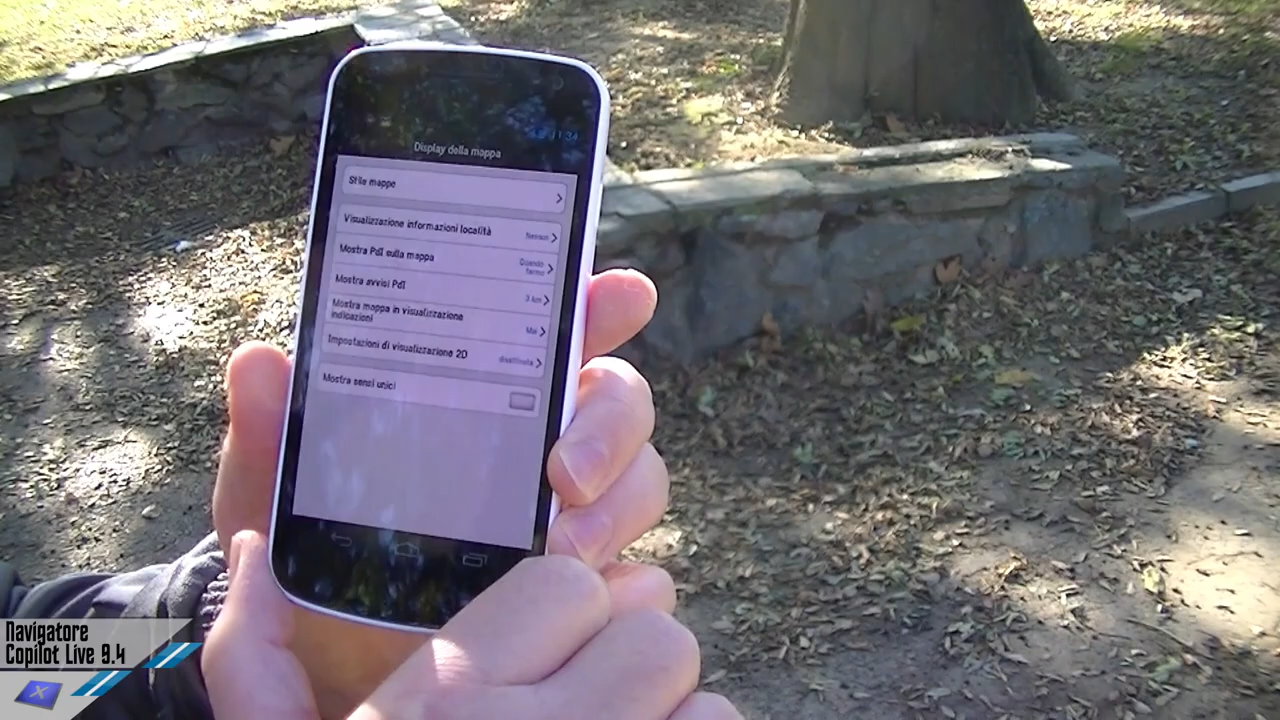 11:34
Display della mappa
Stile mappe
Visualizzazione informazioni località
Nessun
Mostra PdI sulla mappa
Quando
fermo
Mostra avvisi PdI
3 km
Mostra mappa in visualizzazione
indicazioni
Mai
Impostazioni di visualizzazione 2D
disattivata
Mostra sensi unici
Navigatore
Copilot Live 9.4